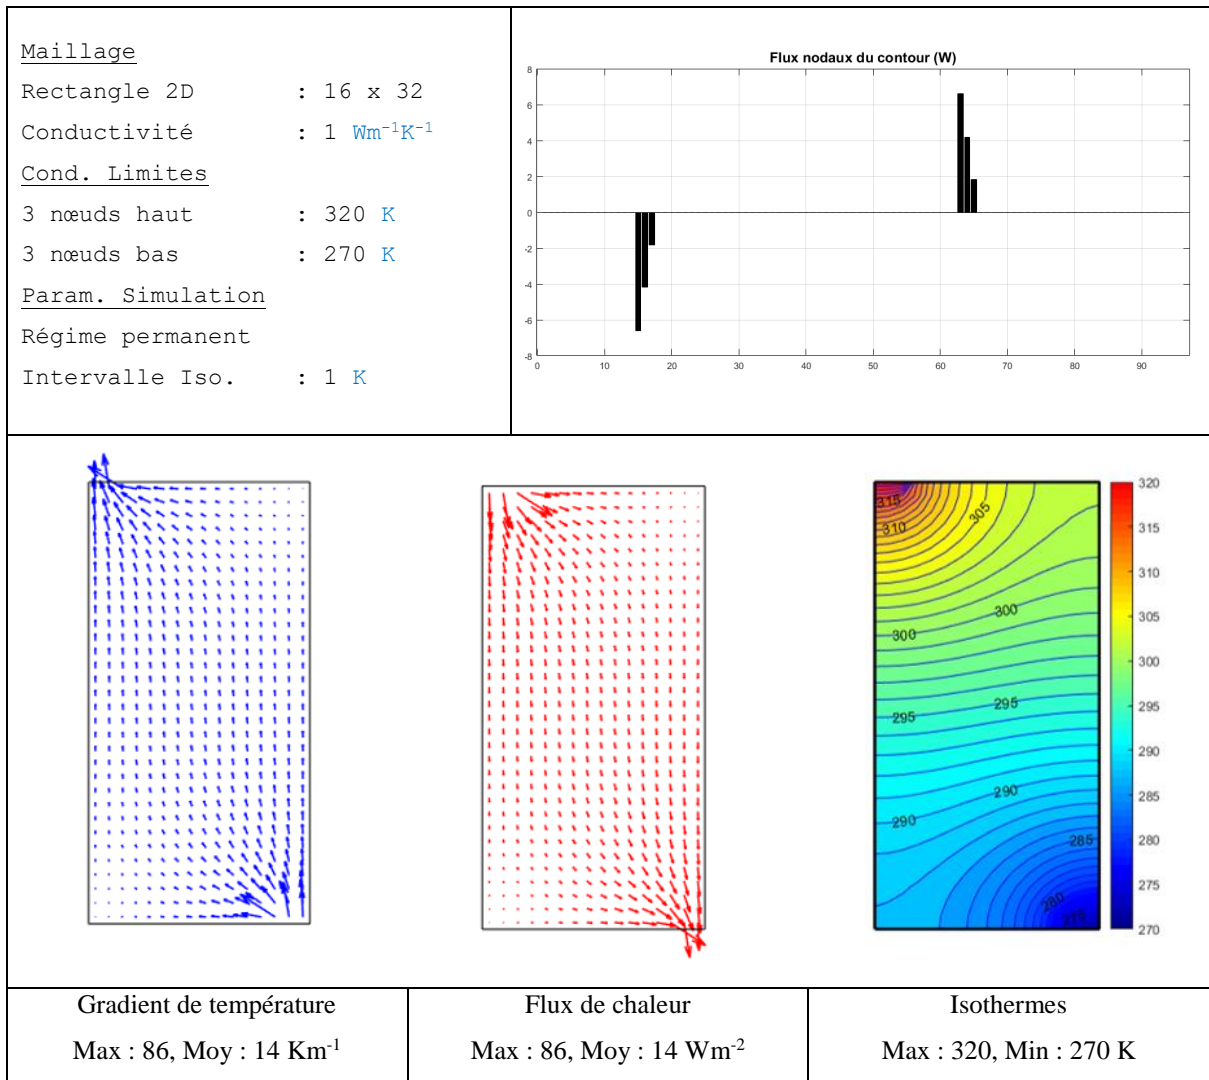 Maillage
Rectangle 2D : 16 x 32
Conductivité : 1 Wm⁻¹K⁻¹
Cond. Limites
3 nœuds haut : 320 K
3 nœuds bas : 270 K
Param. Simulation
Régime permanent
Intervalle Iso. : 1 K
Flux nodaux du contour (W)
8
6
4
2
0
-2
-4
-6
-8
0 10 20 30 40 50 60 70 80 90
315
310
305
300
300
295
295
290
290
285
280
275
320
315
310
305
300
295
290
285
280
275
270
Gradient de température
Max : 86, Moy : 14 Km⁻¹
Flux de chaleur
Max : 86, Moy : 14 Wm⁻²
Isothermes
Max : 320, Min : 270 K